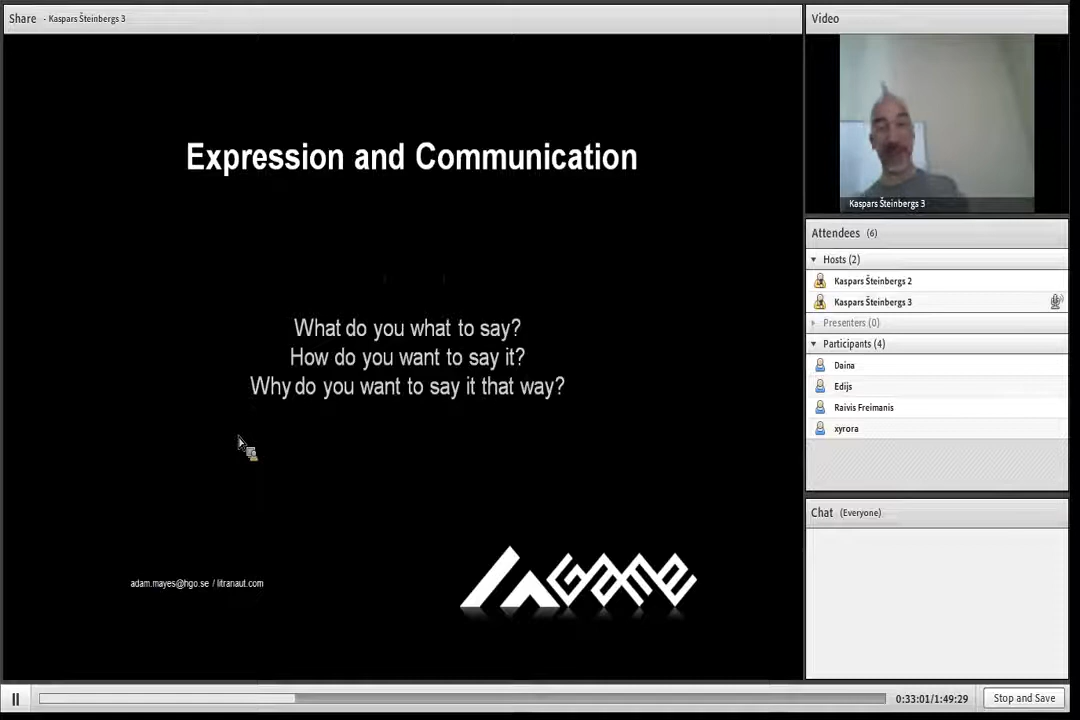 Share - Kaspars Šteinbergs 3
Expression and Communication
What do you what to say?
How do you want to say it?
Why do you want to say it that way?
adam.mayes@hgo.se / litranaut.com
GAME
0:33:01/1:49:29
Stop and Save
Video
Kaspars Šteinbergs 3
Attendees (6)
Hosts (2)
Kaspars Šteinbergs 2
Kaspars Šteinbergs 3
Presenters (0)
Participants (4)
Daina
Edijs
Raivis Freimanis
xyrora
Chat (Everyone)